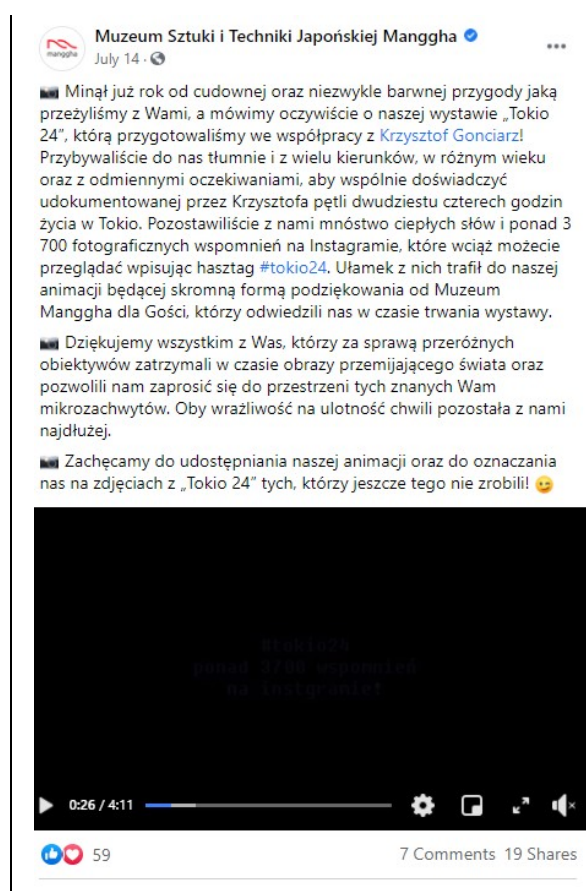 Muzeum Sztuki i Techniki Japońskiej Manggha
manggha
July 14 ·
Minął już rok od cudownej oraz niezwykle barwnej przygody jaką
przeżyliśmy z Wami, a mówimy oczywiście o naszej wystawie „Tokio
24”, którą przygotowaliśmy we współpracy z Krzysztof Gonciarz!
Przybywaliście do nas tłumnie i z wielu kierunków, w różnym wieku
oraz z odmiennymi oczekiwaniami, aby wspólnie doświadczyć
udokumentowanej przez Krzysztofa pętli dwudziestu czterech godzin
życia w Tokio. Pozostawiliście z nami mnóstwo ciepłych słów i ponad 3
700 fotograficznych wspomnień na Instagramie, które wciąż możecie
przeglądać wpisując hasztag #tokio24. Ułamek z nich trafił do naszej
animacji będącej skromną formą podziękowania od Muzeum
Manggha dla Gości, którzy odwiedzili nas w czasie trwania wystawy.
Dziękujemy wszystkim z Was, którzy za sprawą przeróżnych
obiektywów zatrzymali w czasie obrazy przemijającego świata oraz
pozwolili nam zaprosić się do przestrzeni tych znanych Wam
mikrozachwytów. Oby wrażliwość na ulotność chwili pozostała z nami
najdłużej.
Zachęcamy do udostępniania naszej animacji oraz do oznaczania
nas na zdjęciach z „Tokio 24” tych, którzy jeszcze tego nie zrobili! 😉
#tokio24
ponad 3700 wspomnień
na instgramie!
0:26 / 4:11
59
7 Comments 19 Shares